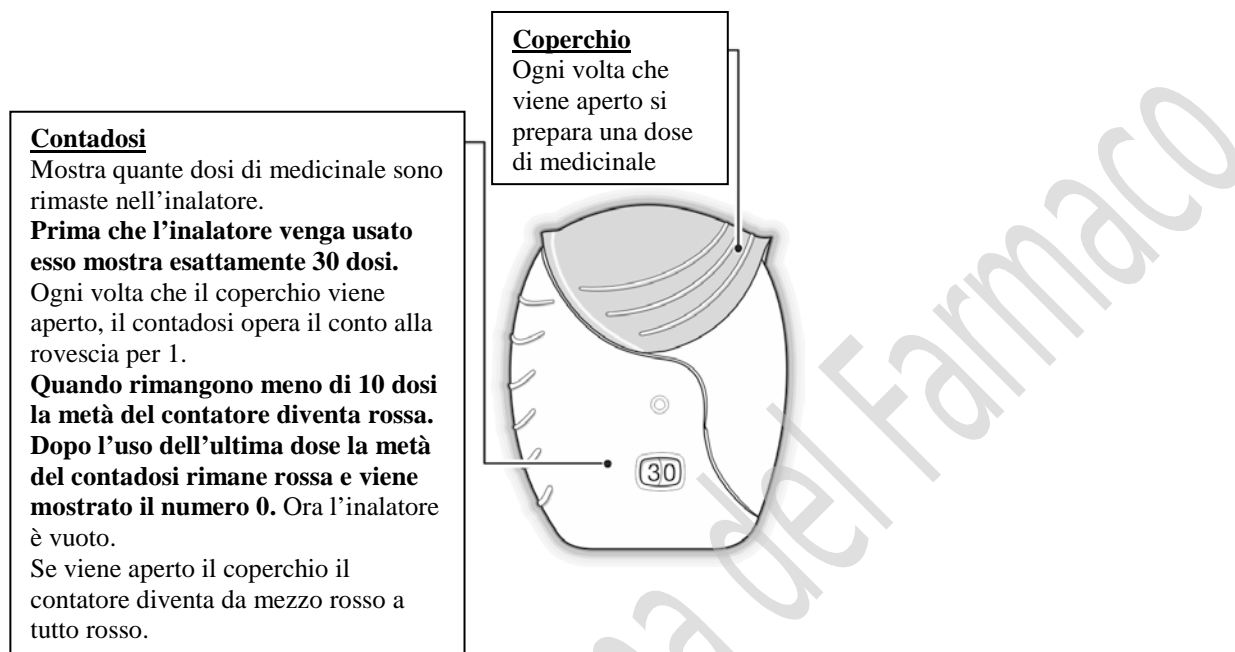 Coperchio
Ogni volta che
viene aperto si
prepara una dose
di medicinale
Contadosi
Mostra quante dosi di medicinale sono
rimaste nell’inalatore.
Prima che l’inalatore venga usato
esso mostra esattamente 30 dosi.
Ogni volta che il coperchio viene
aperto, il contadosi opera il conto alla
rovescia per 1.
Quando rimangono meno di 10 dosi
la metà del contatore diventa rossa.
Dopo l’uso dell’ultima dose la metà
del contadosi rimane rossa e viene
mostrato il numero 0. Ora l’inalatore
è vuoto.
Se viene aperto il coperchio il
contatore diventa da mezzo rosso a
tutto rosso.
30
del Farmaco